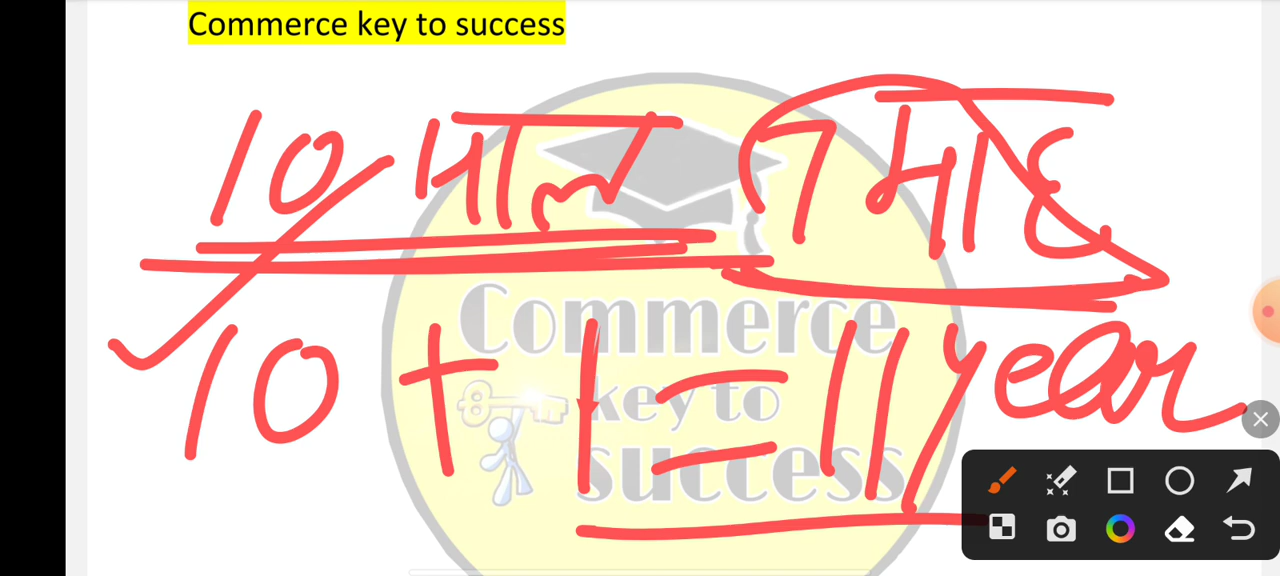 Commerce key to success
10 साल 7 माह
10 + 1 = 11 year
Commerce
key to
success